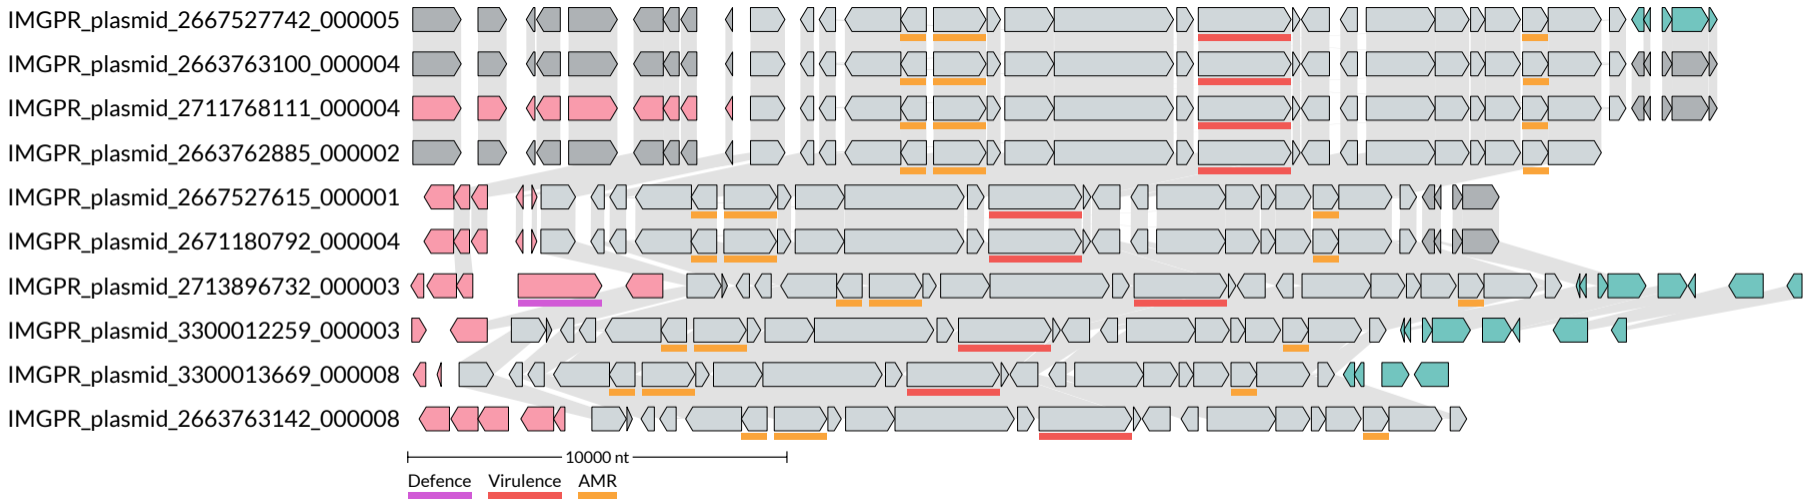 IMGPR_plasmid_2667527742_000005
IMGPR_plasmid_2663763100_000004
IMGPR_plasmid_2711768111_000004
IMGPR_plasmid_2663762885_000002
IMGPR_plasmid_2667527615_000001
IMGPR_plasmid_2671180792_000004
IMGPR_plasmid_2713896732_000003
IMGPR_plasmid_3300012259_000003
IMGPR_plasmid_3300013669_000008
IMGPR_plasmid_2663763142_000008
10000 nt
Defence Virulence AMR